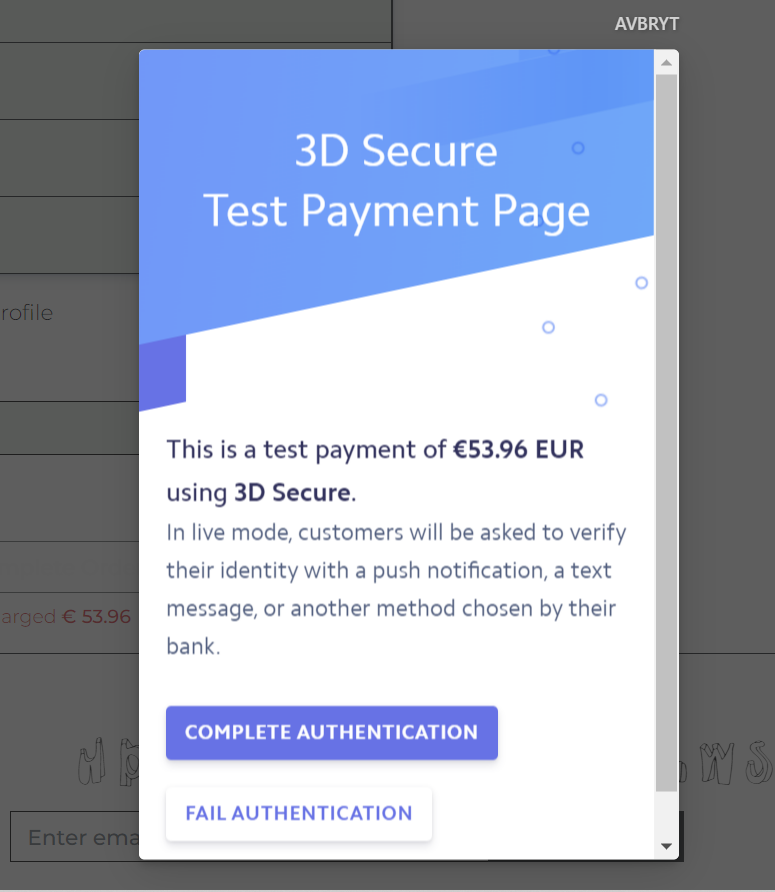 AVBRYT
3D Secure
Test Payment Page
rofile
This is a test payment of €53.96 EUR
using 3D Secure.
In live mode, customers will be asked to verify
their identity with a push notification, a text
message, or another method chosen by their
bank.
arged € 53.96
COMPLETE AUTHENTICATION
FAIL AUTHENTICATION
Enter ema